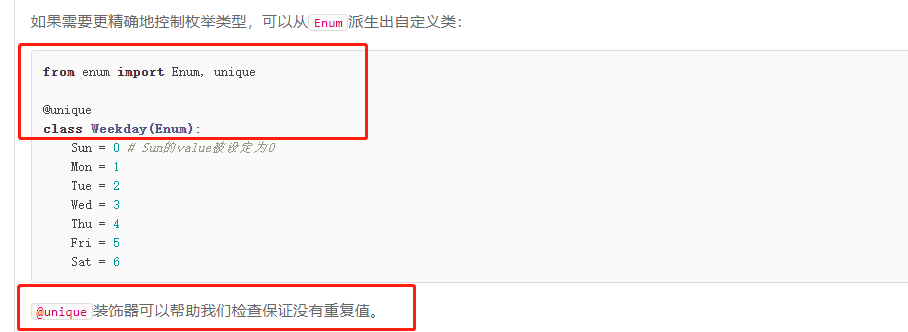 如果需要更精确地控制枚举类型，可以从Enum派生出自定义类：
from enum import Enum, unique
@unique
class Weekday(Enum):
    Sun = 0 # Sun的value被设定为0
    Mon = 1
    Tue = 2
    Wed = 3
    Thu = 4
    Fri = 5
    Sat = 6
@unique装饰器可以帮助我们检查保证没有重复值。